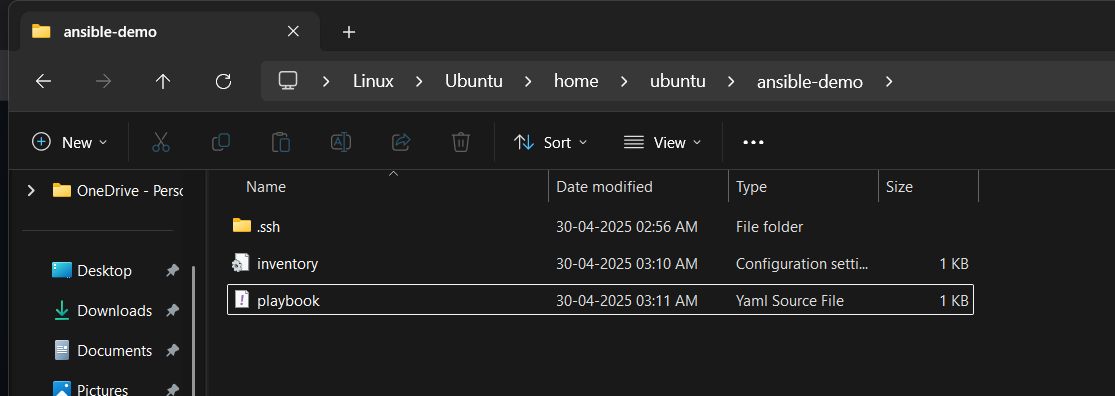 ansible-demo
Linux > Ubuntu > home > ubuntu > ansible-demo >
New Sort View
OneDrive - Perso
Desktop
Downloads
Documents
Pictures
Name Date modified Type Size
.ssh 30-04-2025 02:56 AM File folder
inventory 30-04-2025 03:10 AM Configuration setti... 1 KB
playbook 30-04-2025 03:11 AM Yaml Source File 1 KB